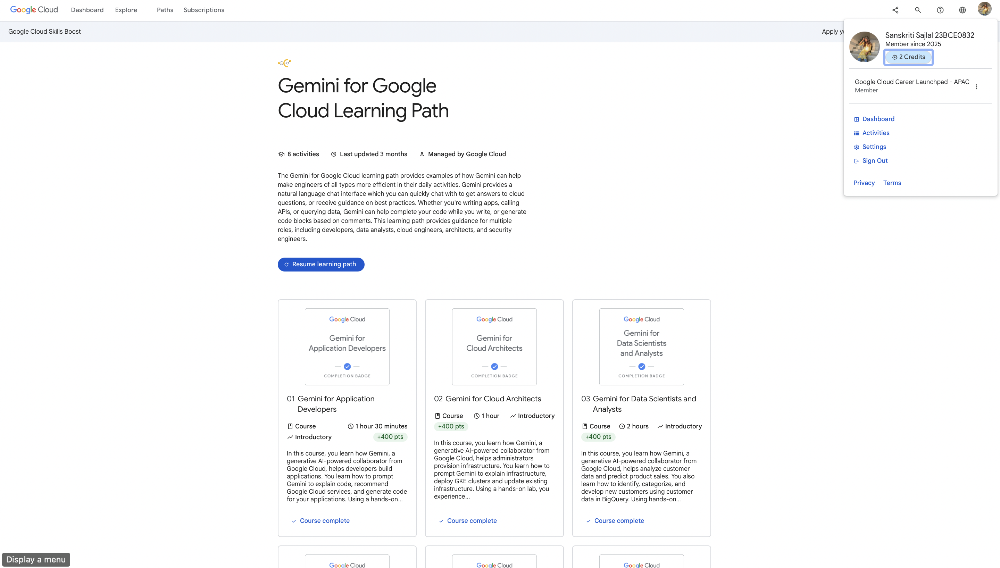 Google Cloud
Dashboard
Explore
Paths
Subscriptions
Google Cloud Skills Boost
Apply
Sanskriti Sajlal 23BCE0832
Member since 2025
2 Credits
Google Cloud Career Launchpad - APAC
Member
Dashboard
Activities
Settings
Sign Out
Privacy Terms
Gemini for Google
Cloud Learning Path
8 activities
Last updated 3 months
Managed by Google Cloud
The Gemini for Google Cloud learning path provides examples of how Gemini can help
make engineers of all types more efficient in their daily activities. Gemini provides a
natural language chat interface which you can quickly chat with to get answers to cloud
questions, or receive guidance on best practices. Whether you're writing apps, calling
APIs, or querying data, Gemini can help complete your code while you write, or generate
code blocks based on comments. This learning path provides guidance for multiple
roles, including developers, data analysts, cloud engineers, architects, and security
engineers.
Resume learning path
Google Cloud
Gemini for
Application Developers
COMPLETION BADGE
01 Gemini for Application
Developers
Course
1 hour 30 minutes
Introductory
+400 pts
In this course, you learn how Gemini, a
generative AI-powered collaborator from
Google Cloud, helps developers build
applications. You learn how to prompt
Gemini to explain code, recommend
Google Cloud services, and generate code
for your applications. Using a hands-on...
Course complete
Google Cloud
Gemini for
Cloud Architects
COMPLETION BADGE
02 Gemini for Cloud Architects
Course
1 hour
Introductory
+400 pts
In this course, you learn how Gemini, a
generative AI-powered collaborator from
Google Cloud, helps administrators
provision infrastructure. You learn how to
prompt Gemini to explain infrastructure,
deploy GKE clusters and update existing
infrastructure. Using a hands-on lab, you
experience...
Course complete
Google Cloud
Gemini for
Data Scientists
and Analysts
COMPLETION BADGE
03 Gemini for Data Scientists and
Analysts
Course
2 hours
Introductory
+400 pts
In this course, you learn how Gemini, a
generative AI-powered collaborator from
Google Cloud, helps analyze customer
data and predict product sales. You also
learn how to identify, categorize, and
develop new customers using customer
data in BigQuery. Using hands-on...
Course complete
Google Cloud
Google Cloud
Google Cloud
Display a menu